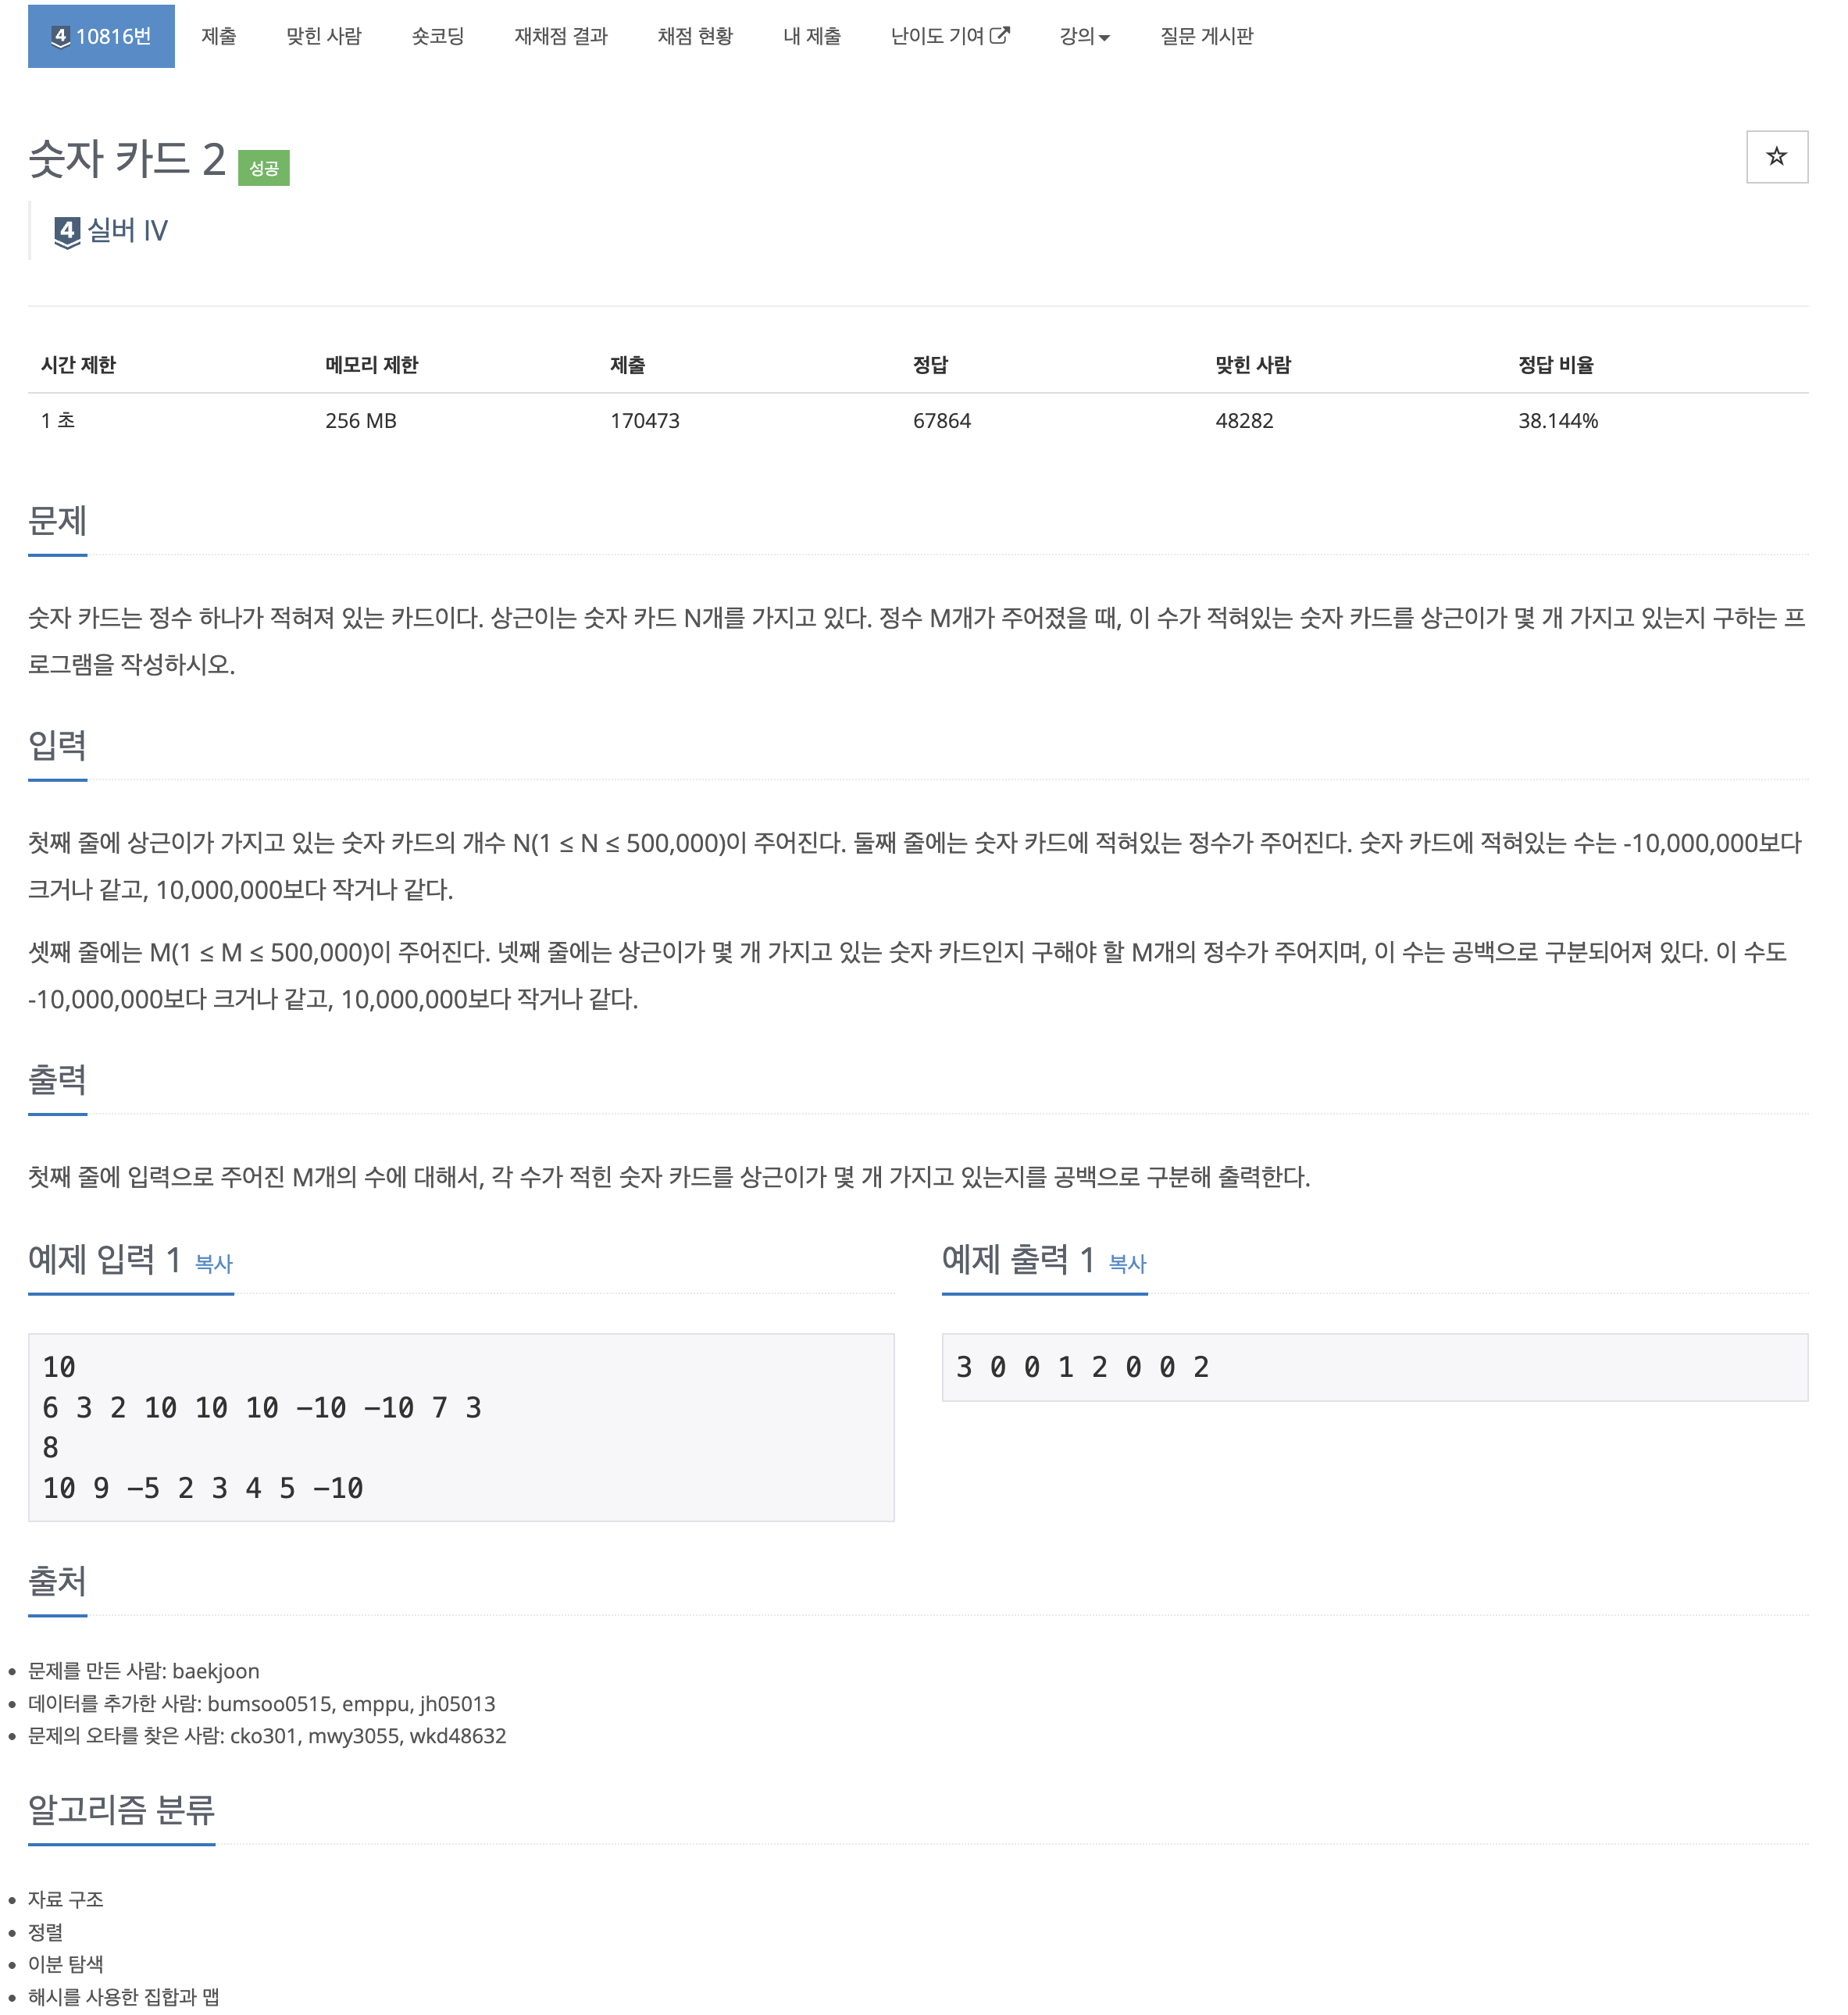 4 10816번 제출 맞힌 사람 숏코딩 재채점 결과 채점 현황 내 제출 난이도 기여 강의 질문 게시판
숫자 카드 2 성공
4 실버 IV
시간 제한 메모리 제한 제출 정답 맞힌 사람 정답 비율
1 초 256 MB 170473 67864 48282 38.144%
문제
숫자 카드는 정수 하나가 적혀져 있는 카드이다. 상근이는 숫자 카드 N개를 가지고 있다. 정수 M개가 주어졌을 때, 이 수가 적혀있는 숫자 카드를 상근이가 몇 개 가지고 있는지 구하는 프
로그램을 작성하시오.
입력
첫째 줄에 상근이가 가지고 있는 숫자 카드의 개수 N(1 ≤ N ≤ 500,000)이 주어진다. 둘째 줄에는 숫자 카드에 적혀있는 정수가 주어진다. 숫자 카드에 적혀있는 수는 -10,000,000보다
크거나 같고, 10,000,000보다 작거나 같다.
셋째 줄에는 M(1 ≤ M ≤ 500,000)이 주어진다. 넷째 줄에는 상근이가 몇 개 가지고 있는 숫자 카드인지 구해야 할 M개의 정수가 주어지며, 이 수는 공백으로 구분되어져 있다. 이 수도
-10,000,000보다 크거나 같고, 10,000,000보다 작거나 같다.
출력
첫째 줄에 입력으로 주어진 M개의 수에 대해서, 각 수가 적힌 숫자 카드를 상근이가 몇 개 가지고 있는지를 공백으로 구분해 출력한다.
예제 입력 1 복사
10
6 3 2 10 10 10 -10 -10 7 3
8
10 9 -5 2 3 4 5 -10
예제 출력 1 복사
3 0 0 1 2 0 0 2
출처
문제를 만든 사람: baekjoon
데이터를 추가한 사람: bumsoo0515, emppu, jh05013
문제의 오타를 찾은 사람: cko301, mwy3055, wkd48632
알고리즘 분류
자료 구조
정렬
이분 탐색
해시를 사용한 집합과 맵